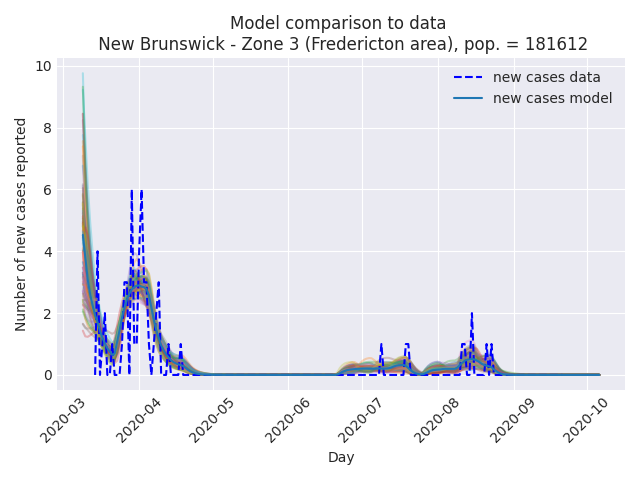 Model comparison to data
New Brunswick - Zone 3 (Fredericton area), pop. = 181612
new cases data
new cases model
Number of new cases reported
10
8
6
4
2
0
2020-03
2020-04
2020-05
2020-06
2020-07
2020-08
2020-09
2020-10
Day